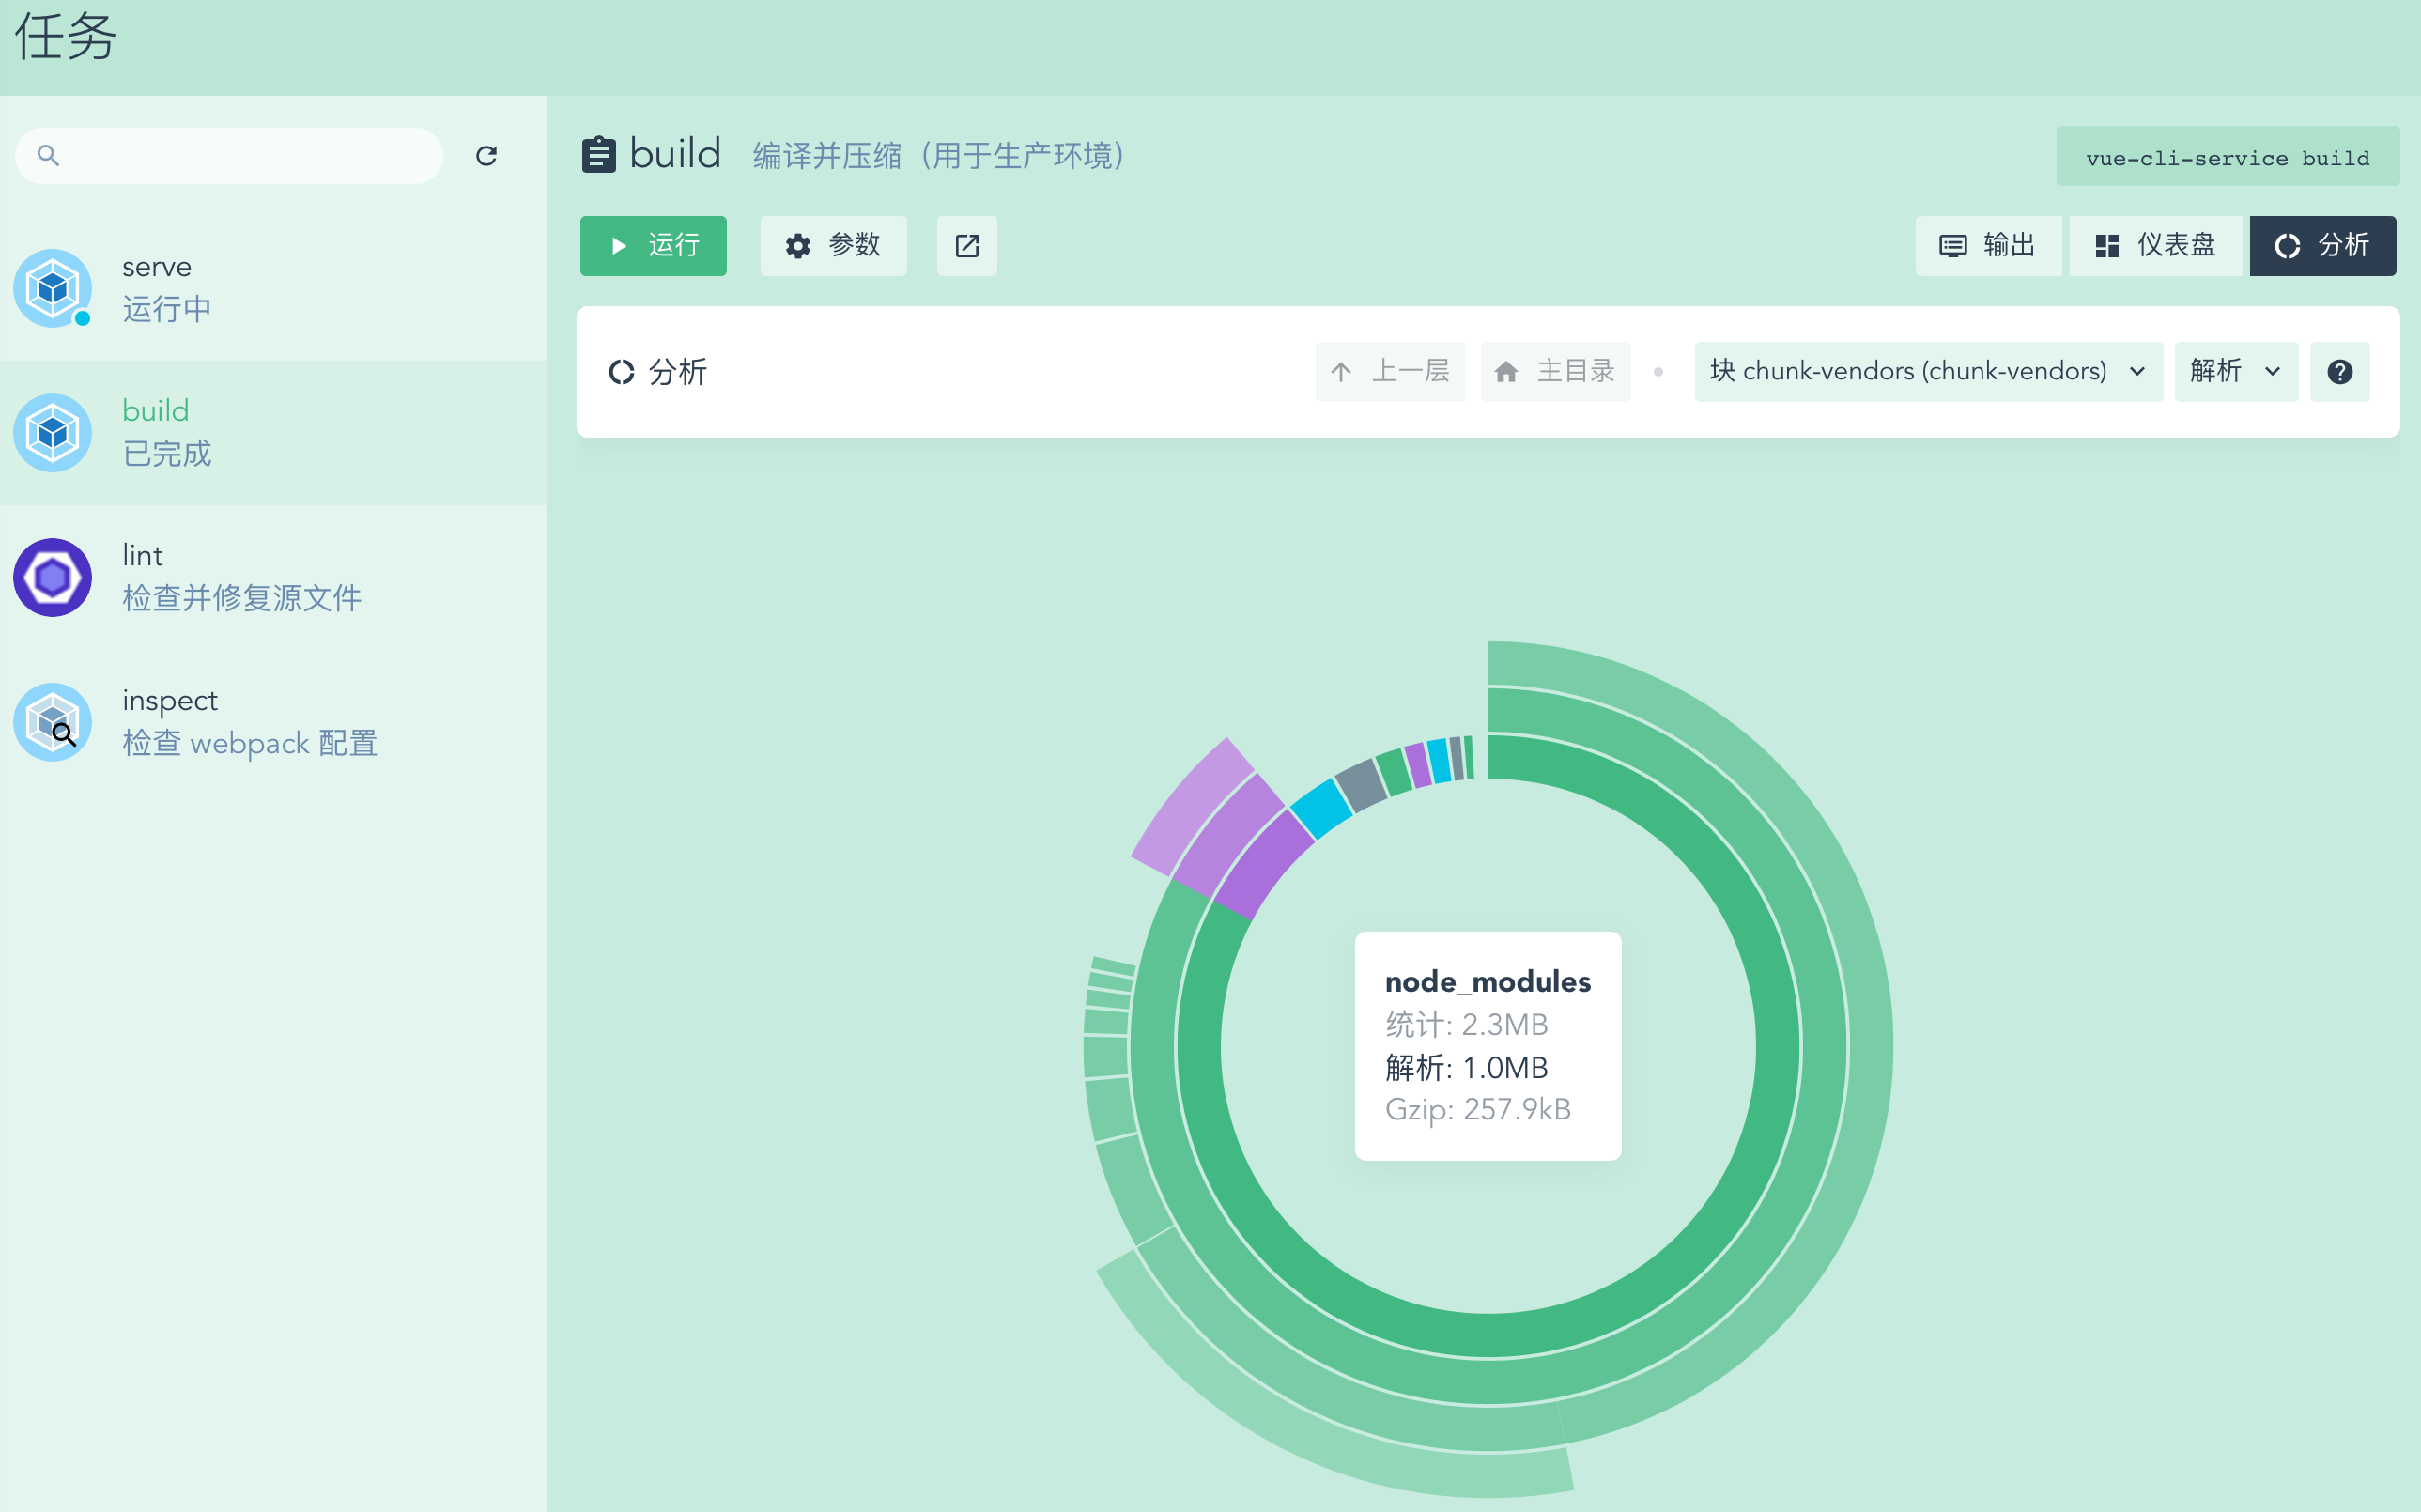 任务
serve
运行中
build
已完成
lint
检查并修复源文件
inspect
检查 webpack 配置
build 编译并压缩（用于生产环境）
vue-cli-service build
运行
参数
输出
仪表盘
分析
分析
上一层
主目录
块 chunk-vendors (chunk-vendors)
解析
node_modules
统计: 2.3MB
解析: 1.0MB
Gzip: 257.9kB